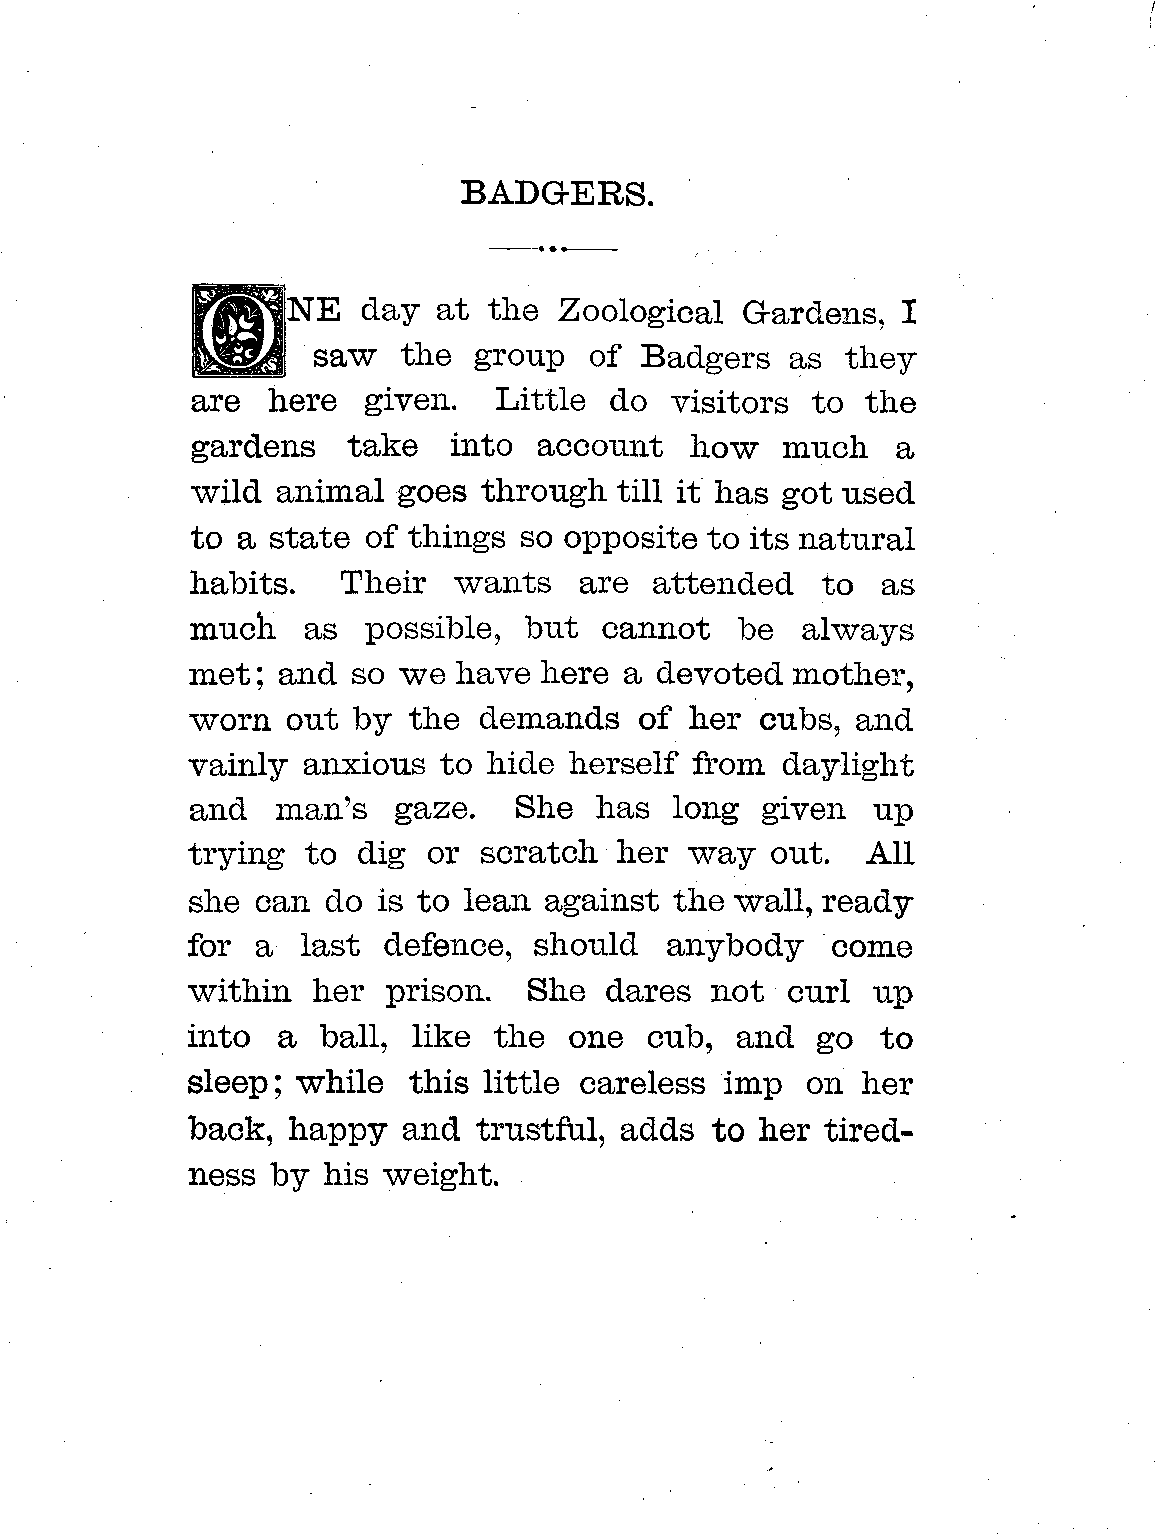 BADGERS.
ONE day at the Zoological Gardens, I
saw the group of Badgers as they
are here given. Little do visitors to the
gardens take into account how much a
wild animal goes through till it has got used
to a state of things so opposite to its natural
habits. Their wants are attended to as
much as possible, but cannot be always
met; and so we have here a devoted mother,
worn out by the demands of her cubs, and
vainly anxious to hide herself from daylight
and man's gaze. She has long given up
trying to dig or scratch her way out. All
she can do is to lean against the wall, ready
for a last defence, should anybody come
within her prison. She dares not curl up
into a ball, like the one cub, and go to
sleep; while this little careless imp on her
back, happy and trustful, adds to her tired-
ness by his weight.